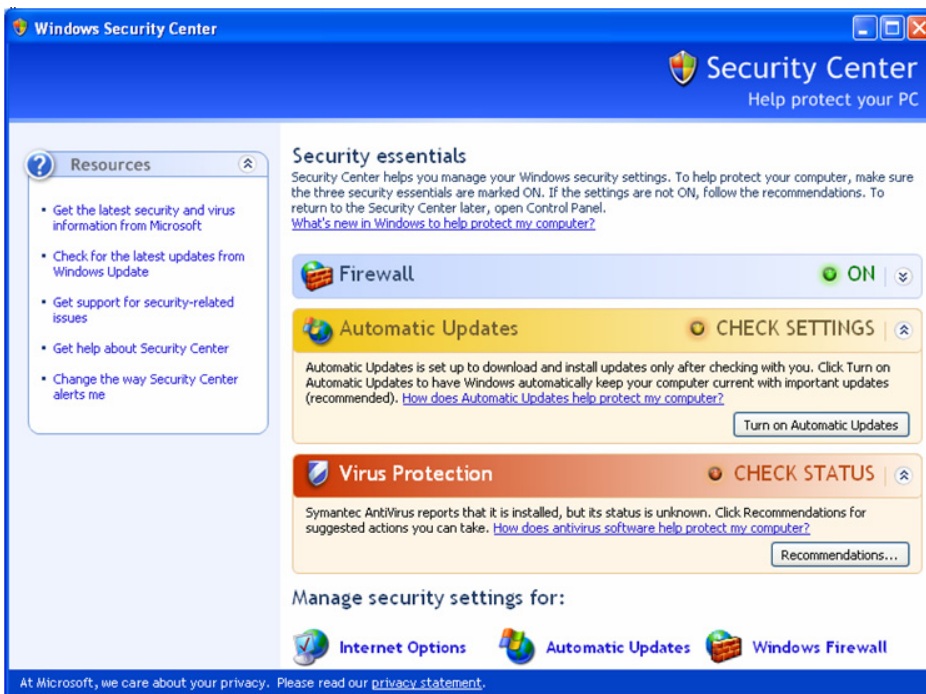 Windows Security Center
Security Center
Help protect your PC
Resources
Get the latest security and virus
information from Microsoft
Check for the latest updates from
Windows Update
Get support for security-related
issues
Get help about Security Center
Change the way Security Center
alerts me
Security essentials
Security Center helps you manage your Windows security settings. To help protect your computer, make sure
the three security essentials are marked ON. If the settings are not ON, follow the recommendations. To
return to the Security Center later, open Control Panel.
What's new in Windows to help protect my computer?
Firewall ON
Automatic Updates CHECK SETTINGS
Automatic Updates is set up to download and install updates only after checking with you. Click Turn on
Automatic Updates to have Windows automatically keep your computer current with important updates
(recommended). How does Automatic Updates help protect my computer?
Turn on Automatic Updates
Virus Protection CHECK STATUS
Symantec AntiVirus reports that it is installed, but its status is unknown. Click Recommendations for
suggested actions you can take. How does antivirus software help protect my computer?
Recommendations...
Manage security settings for:
Internet Options Automatic Updates Windows Firewall
At Microsoft, we care about your privacy. Please read our privacy statement.